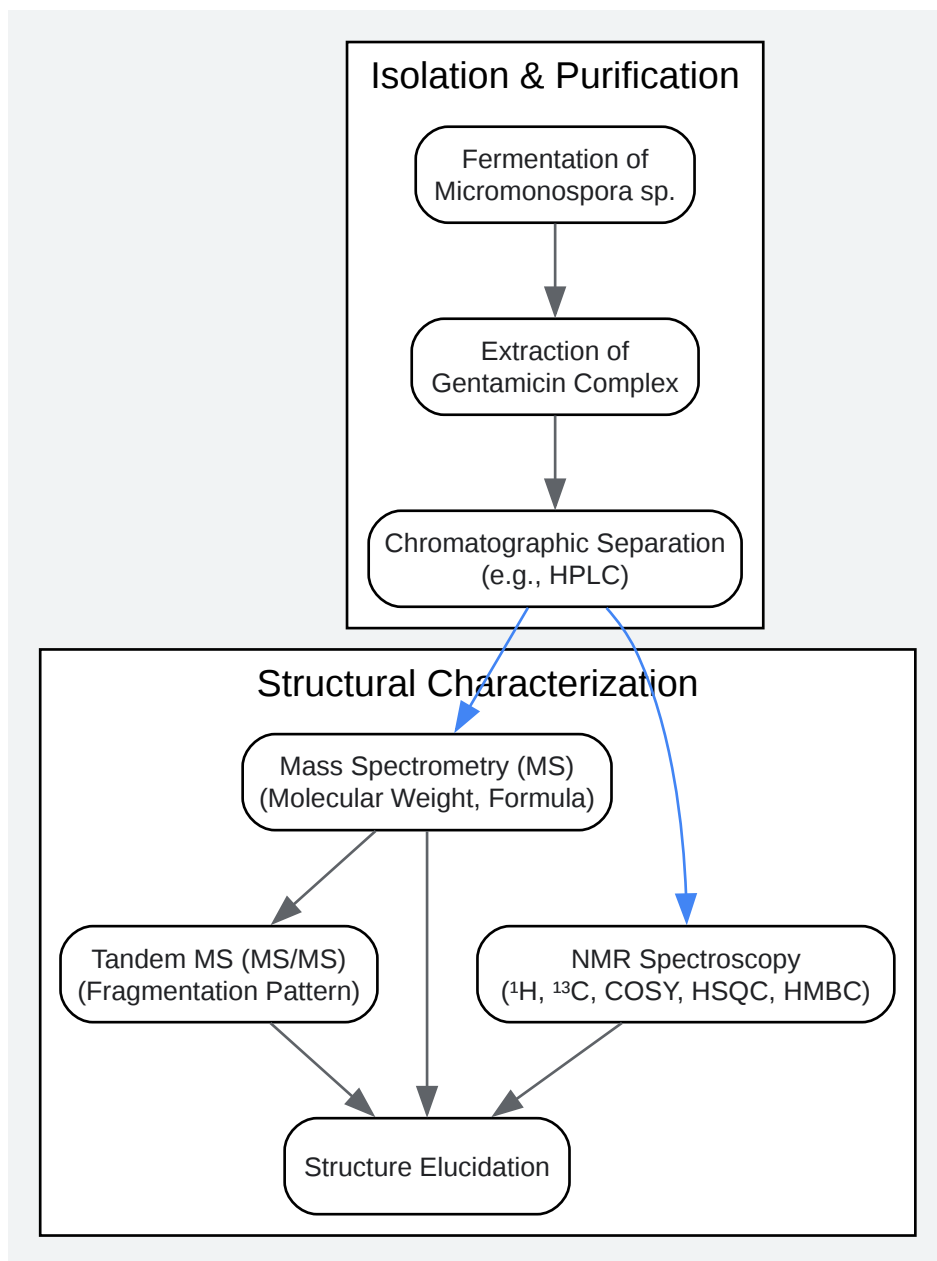 Isolation & Purification
Fermentation of
Micromonospora sp.
Extraction of
Gentamicin Complex
Chromatographic Separation
(e.g., HPLC)
Structural Characterization
Mass Spectrometry (MS)
(Molecular Weight, Formula)
Tandem MS (MS/MS)
(Fragmentation Pattern)
NMR Spectroscopy
(¹H, ¹³C, COSY, HSQC, HMBC)
Structure Elucidation